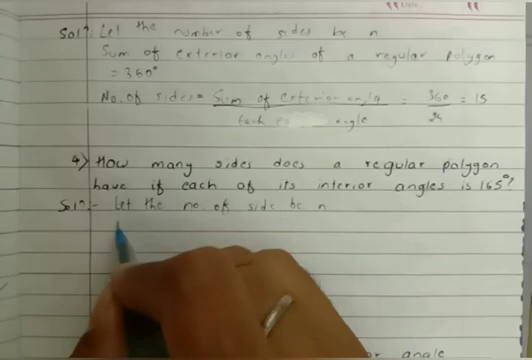 Sol?: Let the number of sides be n
Sum of exterior angles of a regular polygon
= 360°
No. of sides = Sum of exterior angle = 360 = 15
Each angle 24
4) How many sides does a regular polygon
have if each of its interior angles is 165°?
Sol?:- Let the no. of side be n
angle